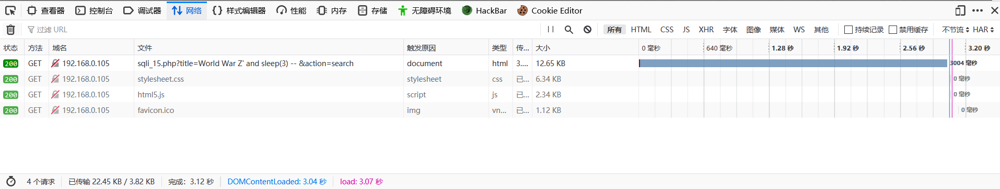 查看器 控制台 调试器 网络 样式编辑器 性能 内存 存储 无障碍环境 HackBar Cookie Editor
过滤 URL 所有 HTML CSS JS XHR 字体 图像 媒体 WS 其他 持续记录 禁用缓存 不节流 HAR
状态 方法 域名 文件 触发原因 类型 传... 大小 0 毫秒 640 毫秒 1.28 秒 1.92 秒 2.56 秒 3.20 秒
200 GET 192.168.0.105 sqli_15.php?title=World War Z' and sleep(3) -- &action=search document html 3.... 12.65 KB 3004 毫秒
200 GET 192.168.0.105 stylesheet.css stylesheet css 已... 6.34 KB 0 毫秒
200 GET 192.168.0.105 html5.js script js 已... 2.34 KB 0 毫秒
200 GET 192.168.0.105 favicon.ico img vn... 已... 1.12 KB 0 毫秒
4 个请求 已传输 22.45 KB / 3.82 KB 完成：3.12 秒 DOMContentLoaded: 3.04 秒 load: 3.07 秒